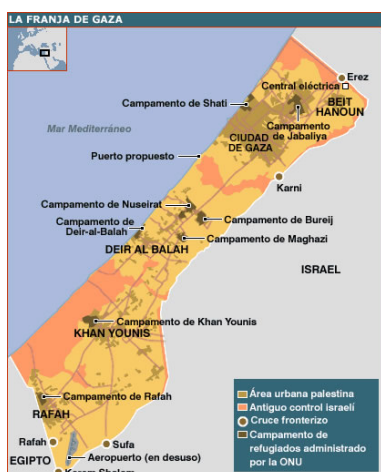 LA FRANJA DE GAZA
Erez
Central eléctrica
BEIT
HANOUN
Campamento de Shati
Campamento
de Jabaliya
CIUDAD
DE GAZA
Mar Mediterráneo
Puerto propuesto
Karni
Campamento de Nuseirat
Campamento de
Deir-al-Balah
Campamento de Bureij
DEIR AL BALAH
Campamento de Maghazi
ISRAEL
Campamento de Khan Younis
KHAN YOUNIS
Campamento de Rafah
RAFAH
Rafah
Sufa
EGIPTO
Aeropuerto (en desuso)
Kerem Shalom
Área urbana palestina
Antiguo control israelí
Cruce fronterizo
Campamento de
refugiados administrado
por la ONU